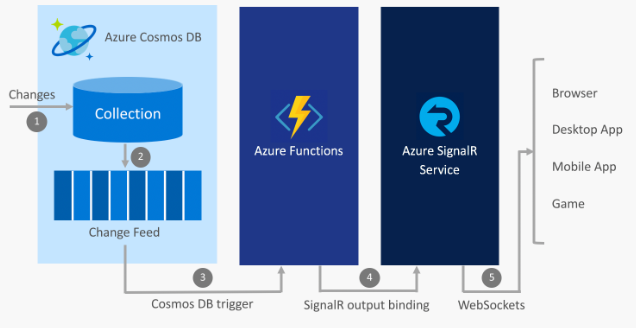 Azure Cosmos DB
Changes
1
Collection
2
Change Feed
3
Cosmos DB trigger
Azure Functions
4
SignalR output binding
Azure SignalR
Service
5
WebSockets
Browser
Desktop App
Mobile App
Game